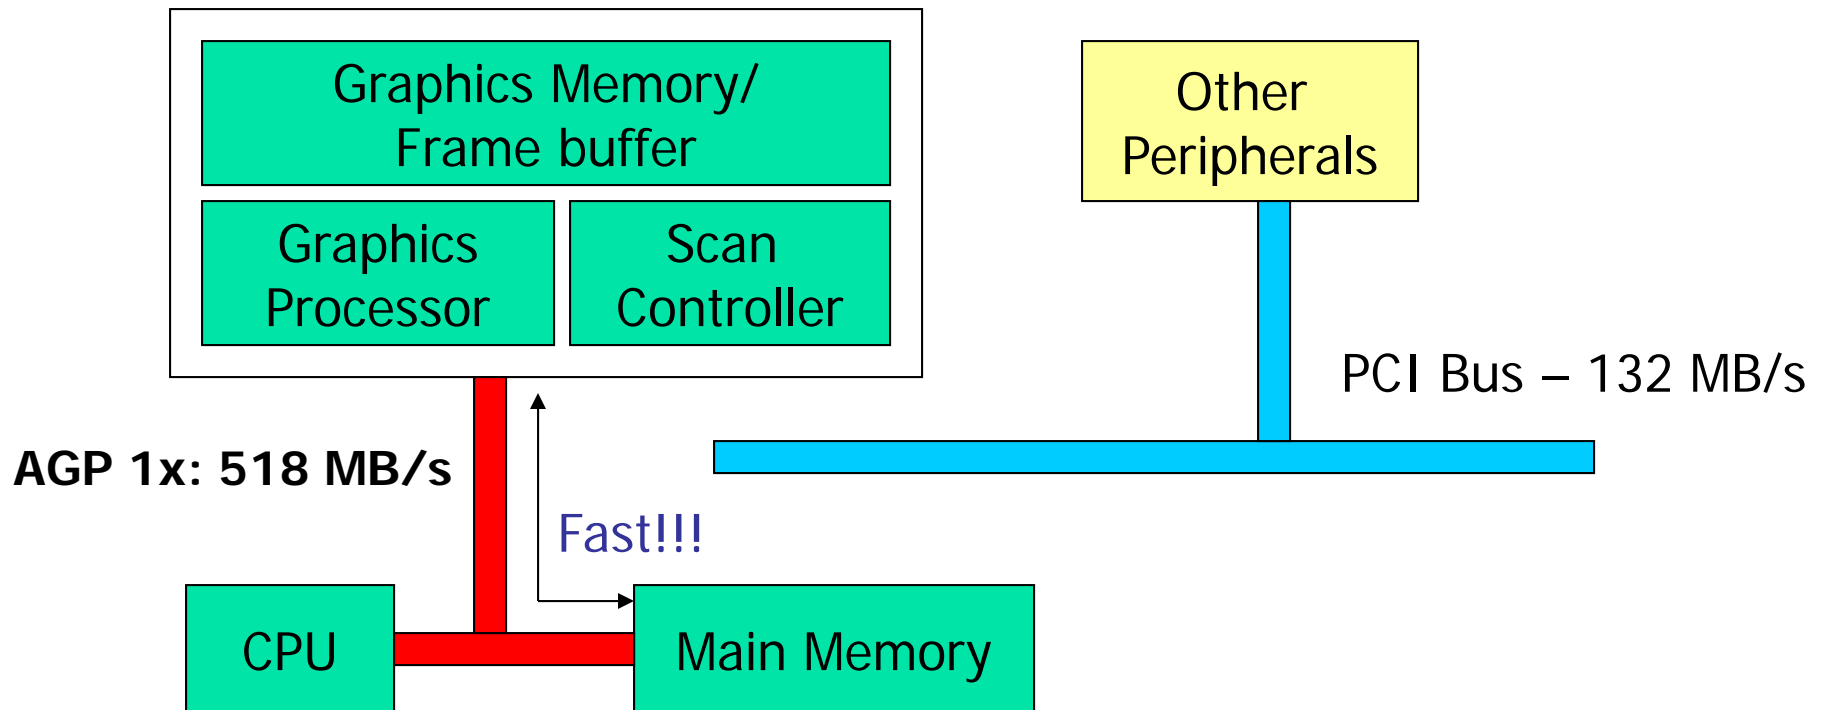 Graphics Memory/
Frame buffer
Other
Peripherals
Graphics
Processor
Scan
Controller
PCI Bus – 132 MB/s
AGP 1x: 518 MB/s
Fast!!!
CPU
Main Memory